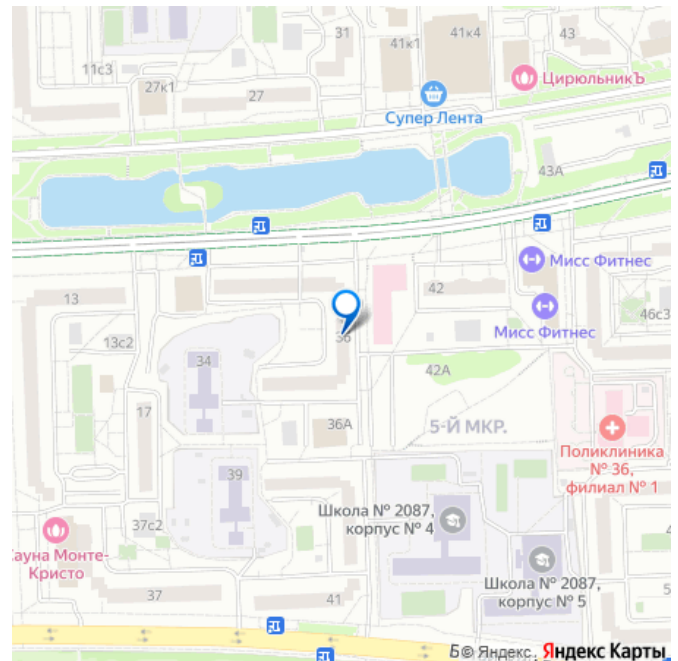 31
41к1
41к4
43
11с3
27к1
27
ЦирюльникЪ
Супер Лента
43А
Мисс Фитнес
13
42
46с3
13с2
36
Мисс Фитнес
34
42А
17
36А
5-Й МКР.
Поликлиника
№ 36,
филиал № 1
39
Школа № 2087,
корпус № 4
37с2
Сауна Монте-
Кристо
4
Школа № 2087,
корпус № 5
5
37
41
© Яндекс, Яндекс Карты